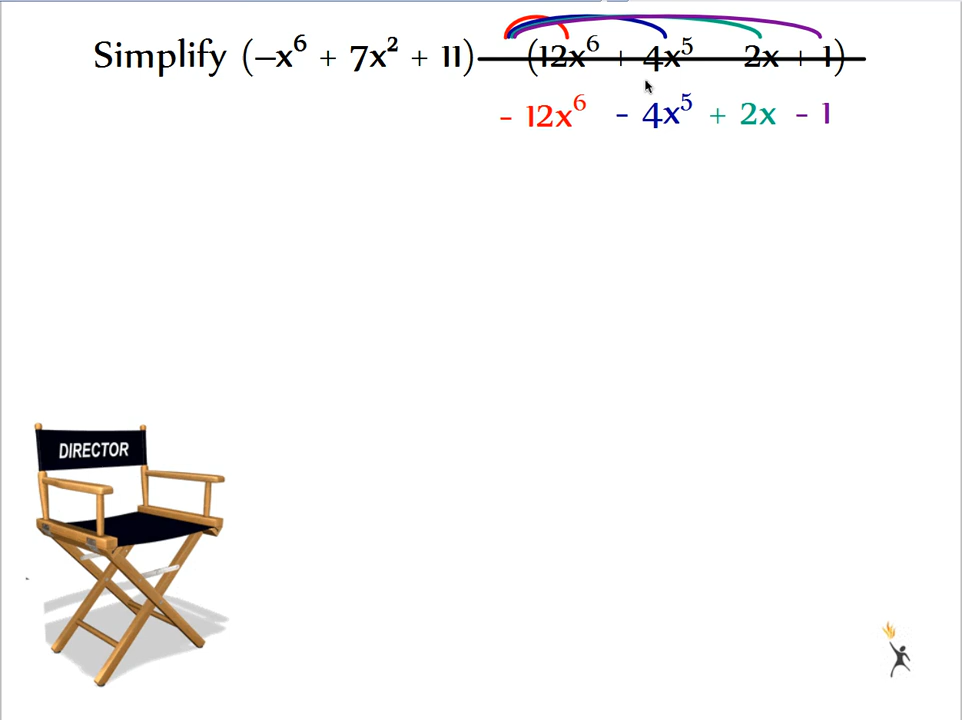 Simplify (–x⁶ + 7x² + 11) – (12x⁶ + 4x⁵ – 2x + 1)
- 12x⁶ - 4x⁵ + 2x - 1
DIRECTOR